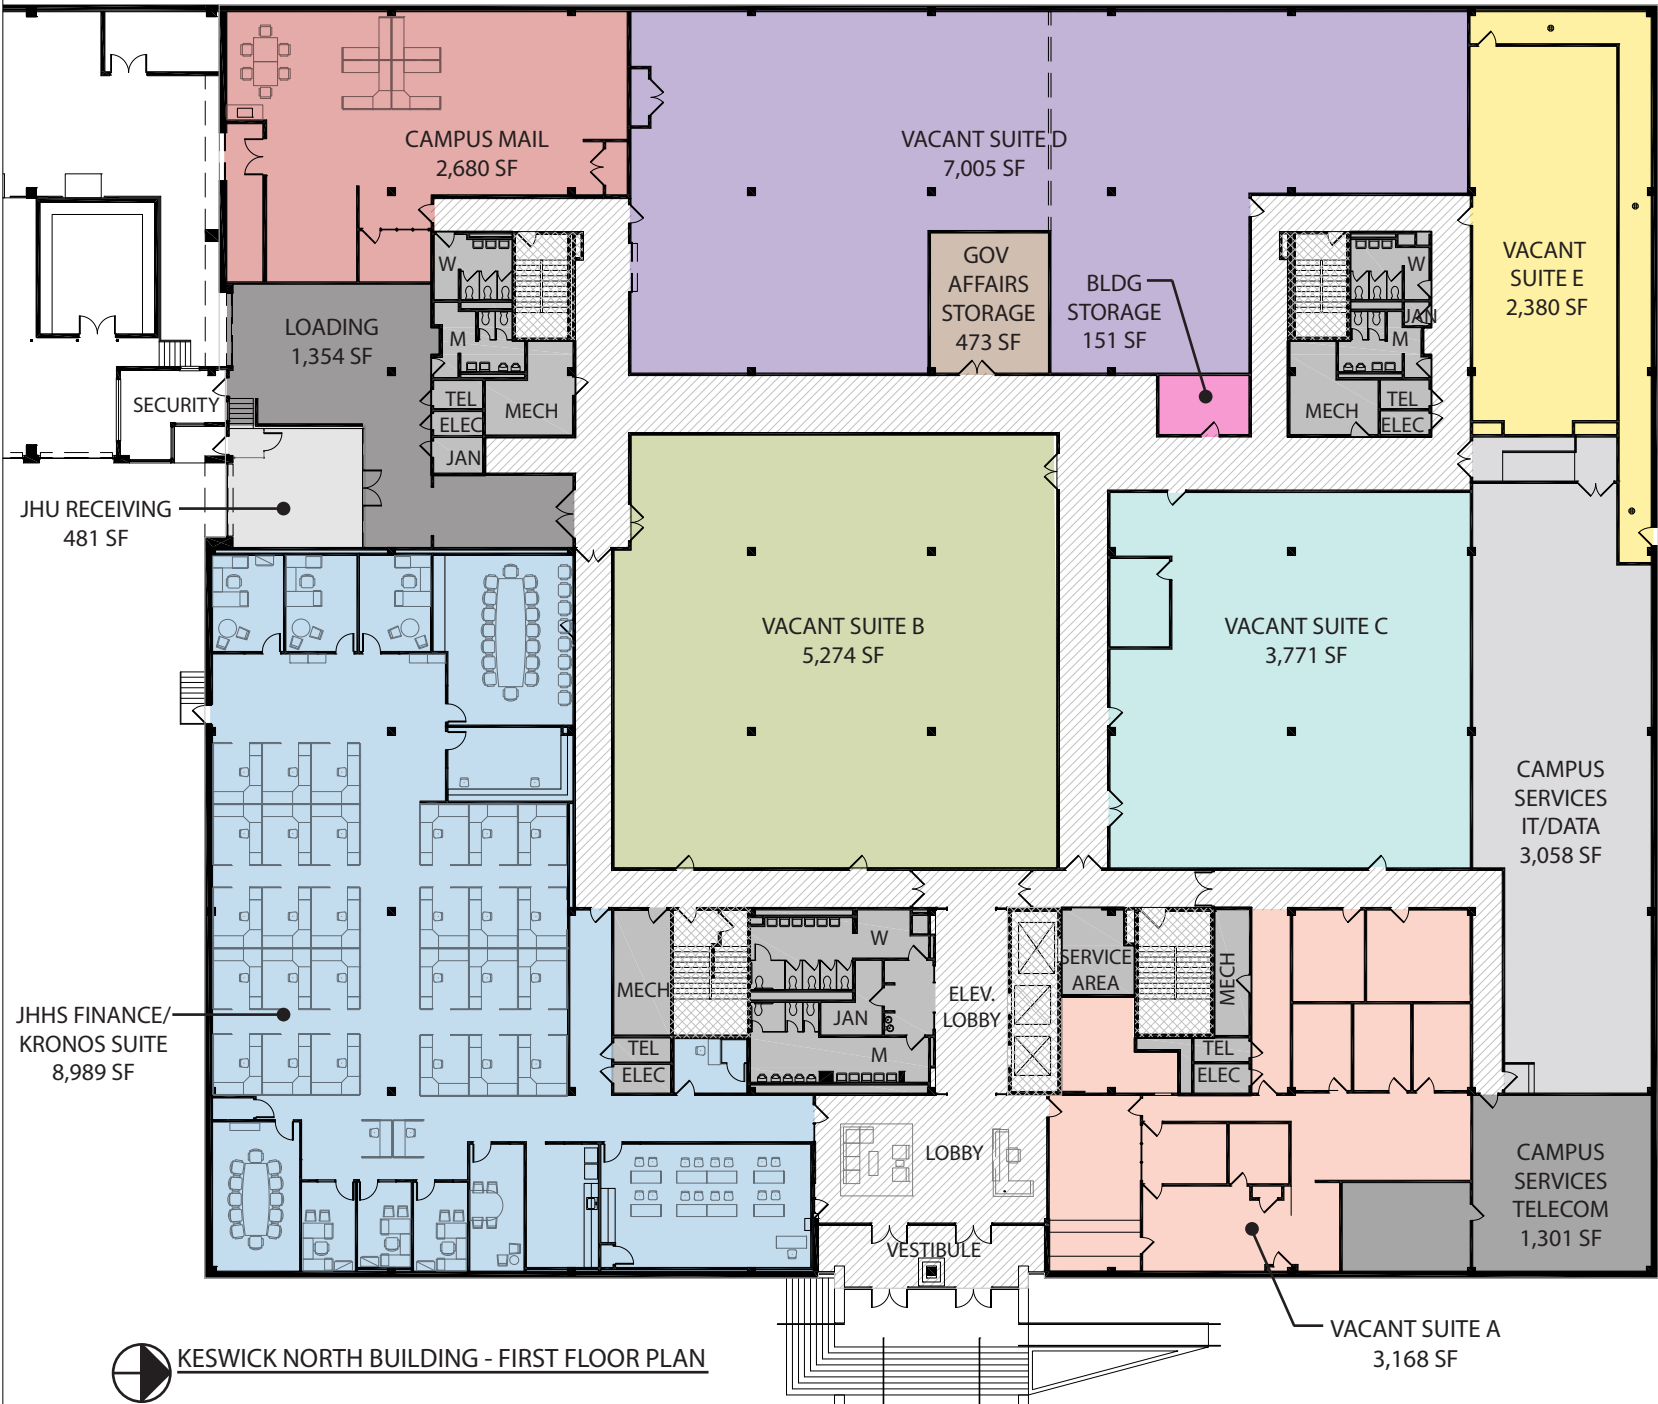 CAMPUS MAIL
2,680 SF
VACANT SUITE D
7,005 SF
VACANT
SUITE E
2,380 SF
GOV
AFFAIRS
STORAGE
473 SF
BLDG
STORAGE
151 SF
W
M
TEL
ELEC
JAN
MECH
W
JAN
M
TEL
ELEC
MECH
LOADING
1,354 SF
SECURITY
JHU RECEIVING
481 SF
VACANT SUITE B
5,274 SF
VACANT SUITE C
3,771 SF
CAMPUS
SERVICES
IT/DATA
3,058 SF
JHHS FINANCE/
KRONOS SUITE
8,989 SF
MECH
TEL
ELEC
W
JAN
M
ELEV.
LOBBY
SERVICE
AREA
MECH
TEL
ELEC
LOBBY
VESTIBULE
CAMPUS
SERVICES
TELECOM
1,301 SF
VACANT SUITE A
3,168 SF
KESWICK NORTH BUILDING - FIRST FLOOR PLAN